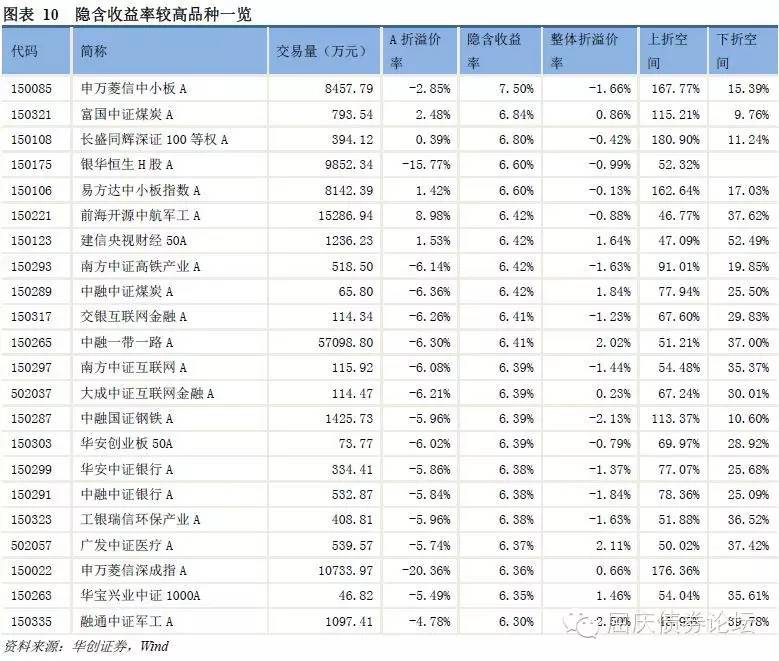 图表 10 隐含收益率较高品种一览
代码 简称 交易量（万元） A 折溢价率 隐含收益率 整体折溢价率 上折空间 下折空间
150085 申万菱信中小板 A 8457.79 -2.85% 7.50% -1.66% 167.77% 15.39%
150321 富国中证煤炭 A 793.54 2.48% 6.84% 0.86% 115.21% 9.76%
150108 长盛同辉深证 100 等权 A 394.12 0.39% 6.80% -0.42% 180.90% 11.24%
150175 银华恒生 H 股 A 9852.34 -15.77% 6.60% -0.99% 52.32%
150106 易方达中小板指数 A 8142.39 1.42% 6.60% -0.13% 162.64% 17.03%
150221 前海开源中航军工 A 15286.94 8.98% 6.42% -0.88% 46.77% 37.62%
150123 建信央视财经 50A 1236.23 1.53% 6.42% 1.64% 47.09% 52.49%
150293 南方中证高铁产业 A 518.50 -6.14% 6.42% -1.63% 91.01% 19.85%
150289 中融中证煤炭 A 65.80 -6.36% 6.42% 1.84% 77.94% 25.50%
150317 交银互联网金融 A 114.34 -6.26% 6.41% -1.23% 67.60% 29.83%
150265 中融一带一路 A 57098.80 -6.30% 6.41% 2.02% 51.21% 37.00%
150297 南方中证互联网 A 115.92 -6.08% 6.39% -1.44% 54.48% 35.37%
502037 大成中证互联网金融 A 114.47 -6.21% 6.39% 0.23% 67.24% 30.01%
150287 中融国证钢铁 A 1425.73 -5.96% 6.39% -2.13% 113.37% 10.60%
150303 华安创业板 50A 73.77 -6.02% 6.39% -0.79% 69.97% 28.92%
150299 华安中证银行 A 334.41 -5.86% 6.38% -1.37% 77.07% 25.68%
150291 中融中证银行 A 532.87 -5.84% 6.38% -1.84% 78.36% 25.09%
150323 工银瑞信环保产业 A 408.81 -5.96% 6.38% -1.63% 51.88% 36.52%
502057 广发中证医疗 A 539.57 -5.74% 6.37% 2.11% 50.02% 37.42%
150022 申万菱信深成指 A 10733.97 -20.36% 6.36% 0.66% 176.36%
150263 华宝兴业中证 1000A 46.82 -5.49% 6.35% 1.46% 54.04% 35.61%
150335 融通中证军工 A 1097.41 -4.78% 6.30% 39.78%
屈庆债券论坛
资料来源：华创证券，Wind